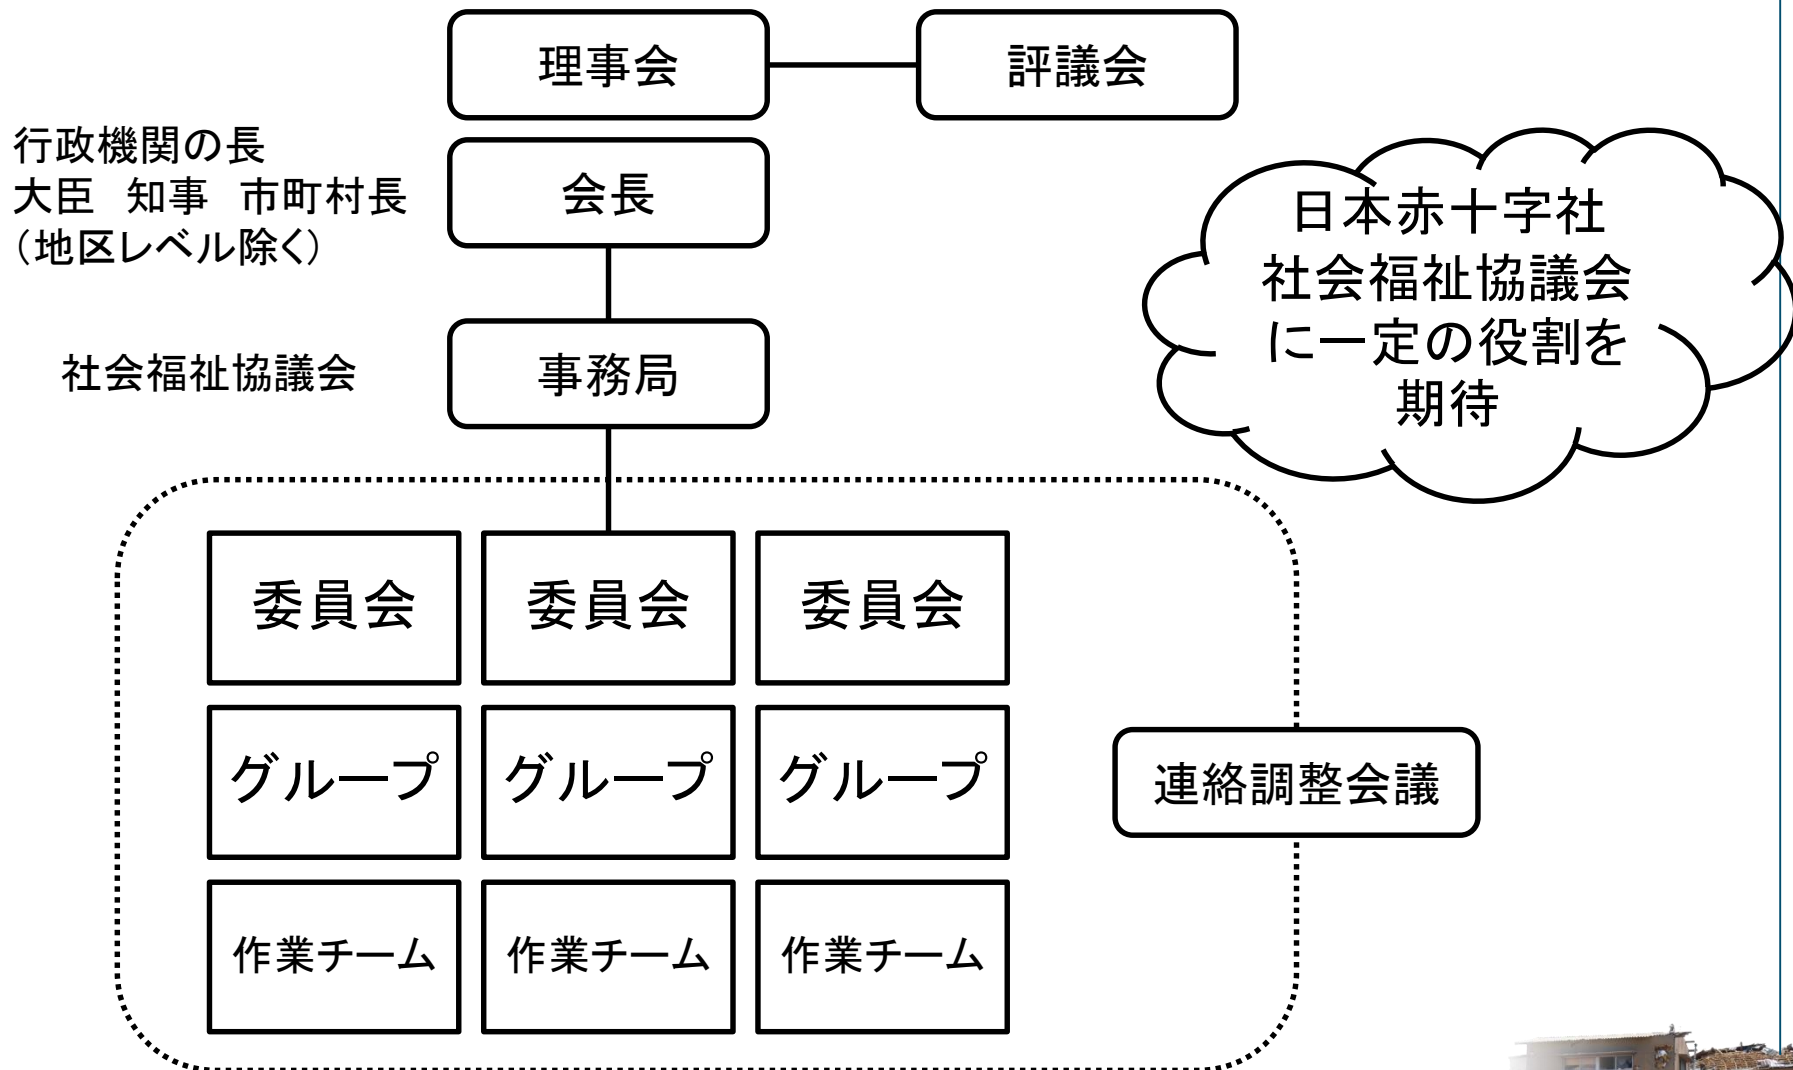 理事会
評議会
行政機関の長
大臣　知事　市町村長
（地区レベル除く）
会長
日本赤十字社
社会福祉協議会
に一定の役割を
期待
社会福祉協議会
事務局
委員会
委員会
委員会
グループ
グループ
グループ
連絡調整会議
作業チーム
作業チーム
作業チーム